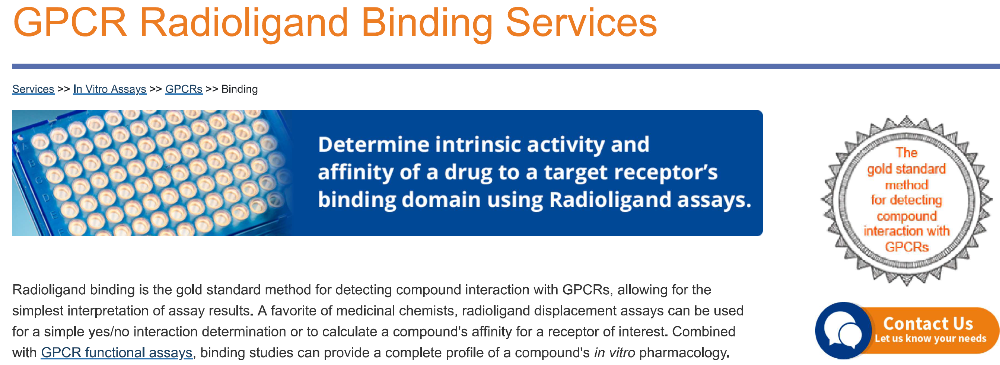 GPCR Radioligand Binding Services
Services >> In Vitro Assays >> GPCRs >> Binding
A
B
C
D
E
F
Determine intrinsic activity and
affinity of a drug to a target receptor’s
binding domain using Radioligand assays.
The
gold standard
method
for detecting
compound
interaction with
GPCRs
Radioligand binding is the gold standard method for detecting compound interaction with GPCRs, allowing for the
simplest interpretation of assay results. A favorite of medicinal chemists, radioligand displacement assays can be used
for a simple yes/no interaction determination or to calculate a compound's affinity for a receptor of interest. Combined
with GPCR functional assays, binding studies can provide a complete profile of a compound's in vitro pharmacology.
Contact Us
Let us know your needs